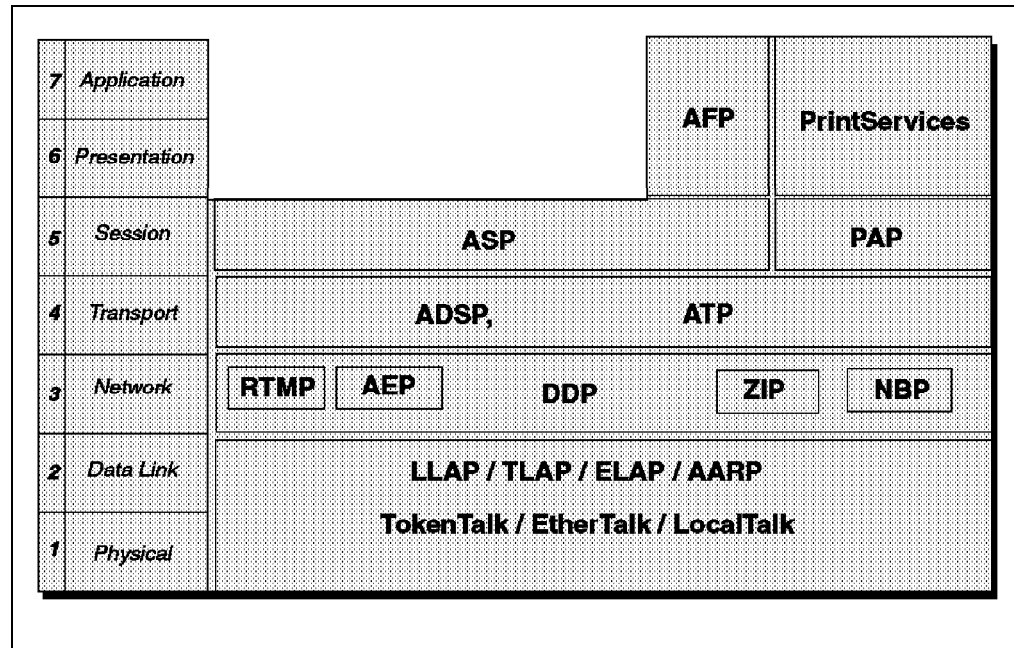 7 Application
AFP
PrintServices
6 Presentation
5 Session
ASP
PAP
4 Transport
ADSP,
ATP
3 Network
RTMP
AEP
DDP
ZIP
NBP
2 Data Link
LLAP / TLAP / ELAP / AARP
TokenTalk / EtherTalk / LocalTalk
1 Physical